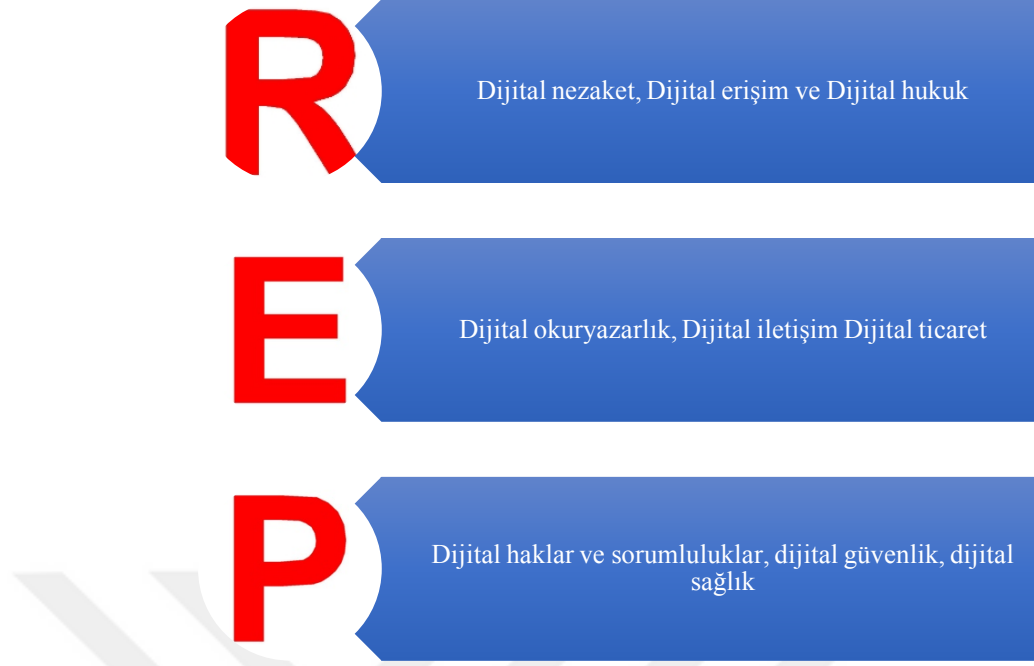 R
Dijital nezaket, Dijital erişim ve Dijital hukuk
E
Dijital okuryazarlık, Dijital iletişim Dijital ticaret
P
Dijital haklar ve sorumluluklar, dijital güvenlik, dijital
sağlık